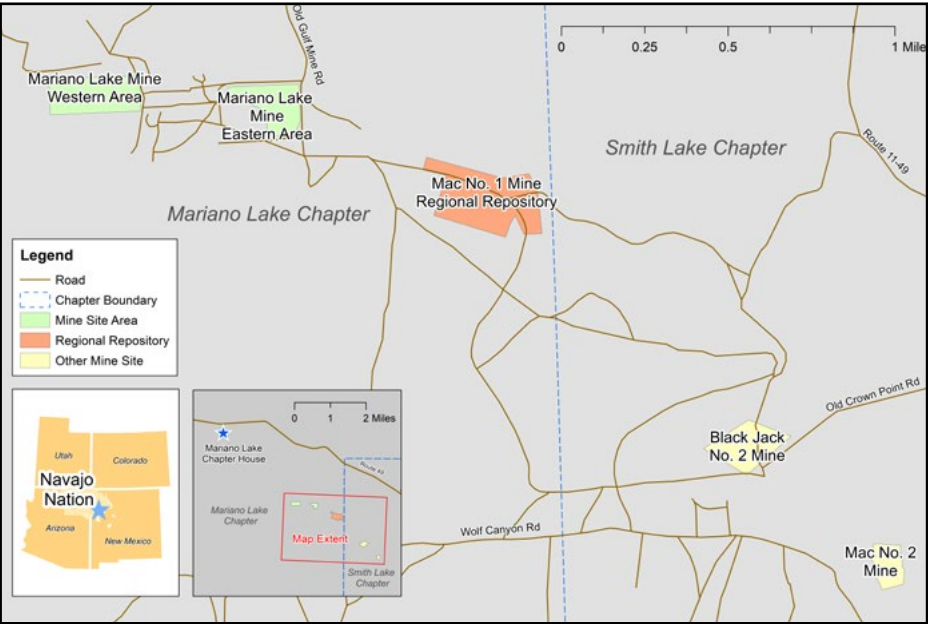 Old Gulf Mine Rd
0 0.25 0.5 1 Mile
Mariano Lake Mine
Western Area
Mariano Lake
Mine
Eastern Area
Route 11-49
Smith Lake Chapter
Mac No. 1 Mine
Regional Repository
Mariano Lake Chapter
Legend
Road
Chapter Boundary
Mine Site Area
Regional Repository
Other Mine Site
Old Crown Point Rd
Black Jack
No. 2 Mine
Wolf Canyon Rd
Mac No. 2
Mine
Utah
Colorado
Navajo
Nation
Arizona
New Mexico
0 1 2 Miles
Mariano Lake
Chapter House
Route 49
Mariano Lake
Chapter
Map Extent
Smith Lake
Chapter